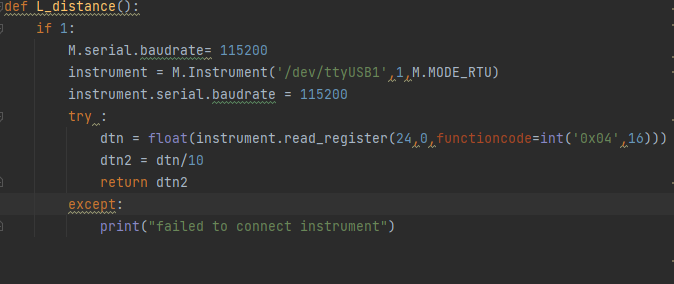 def L_distance():
    if 1:
        M.serial.baudrate= 115200
        instrument = M.Instrument('/dev/ttyUSB1',1,M.MODE_RTU)
        instrument.serial.baudrate = 115200
        try :
            dtn = float(instrument.read_register(24,0,functioncode=int('0x04',16)))
            dtn2 = dtn/10
            return dtn2
        except:
            print("failed to connect instrument")